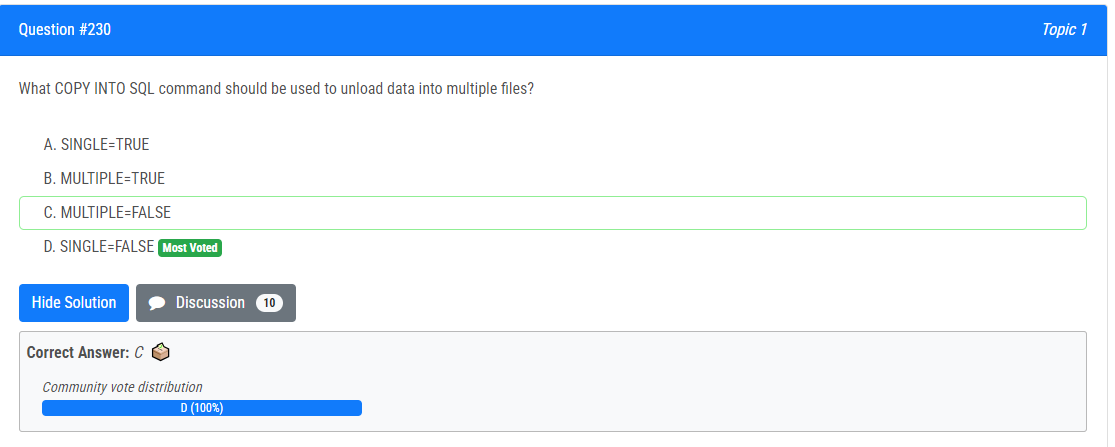 Question #230 Topic 1
What COPY INTO SQL command should be used to unload data into multiple files?
A. SINGLE=TRUE
B. MULTIPLE=TRUE
C. MULTIPLE=FALSE
D. SINGLE=FALSE Most Voted
Hide Solution Discussion 10
Correct Answer: C
Community vote distribution
D (100%)